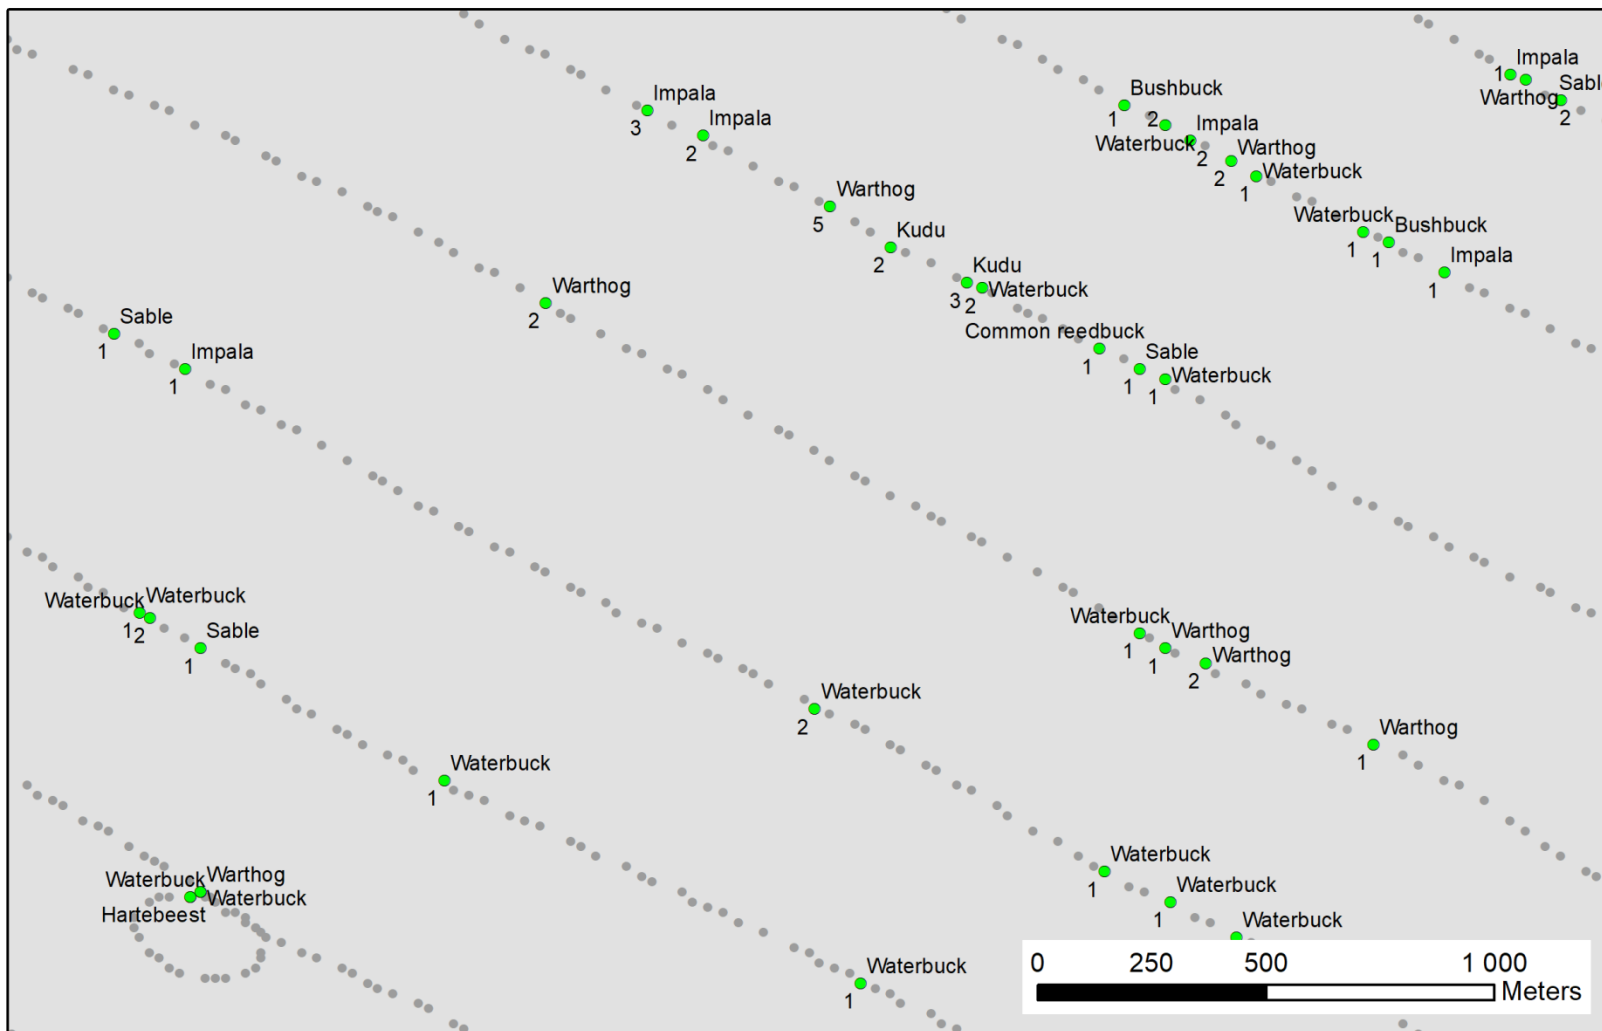 Impala
1
Warthog
Sable
2
Impala
3
Impala
2
Bushbuck
1
2
Waterbuck
Impala
2
Warthog
2
Waterbuck
1
Warthog
5
Kudu
2
Waterbuck
1
Bushbuck
1
Impala
1
Kudu
3
Waterbuck
2
Warthog
2
Sable
1
Impala
1
Common reedbuck
1
Sable
1
Waterbuck
1
Waterbuck
1
Waterbuck
2
Sable
1
Waterbuck
1
Warthog
1
Warthog
2
Waterbuck
2
Warthog
1
Waterbuck
1
Waterbuck
1
Waterbuck
1
Waterbuck
Waterbuck
Warthog
Waterbuck
Hartebeest
Waterbuck
1
0 250 500 1 000
Meters